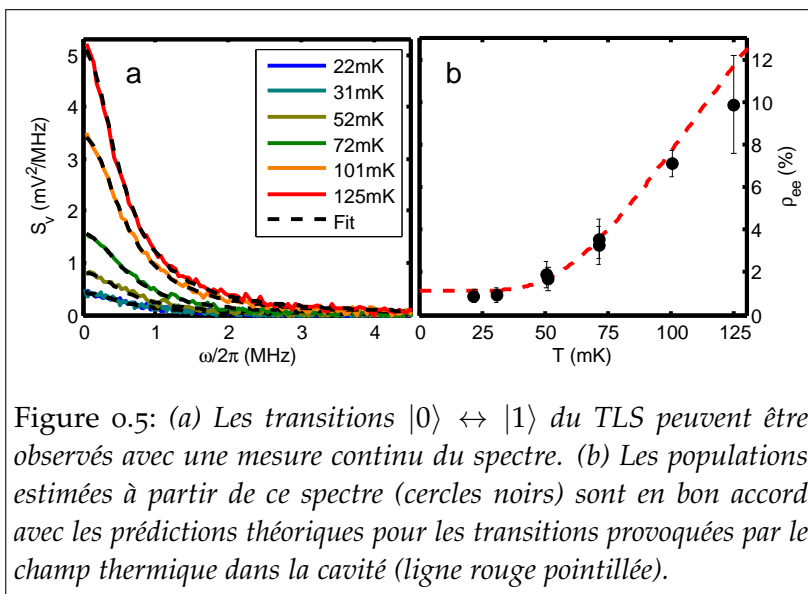 a
b
5
4
3
2
1
0
S_v (mV²/MHz)
22mK
31mK
52mK
72mK
101mK
125mK
Fit
0 1 2 3 4
ω/2π (MHz)
12
10
8
6
4
2
0
ρ_ee (%)
0 25 50 75 100 125
T (mK)
Figure 0.5: (a) Les transitions |0⟩ ↔ |1⟩ du TLS peuvent être
observés avec une mesure continu du spectre. (b) Les populations
estimées à partir de ce spectre (cercles noirs) sont en bon accord
avec les prédictions théoriques pour les transitions provoquées par le
champ thermique dans la cavité (ligne rouge pointillée).